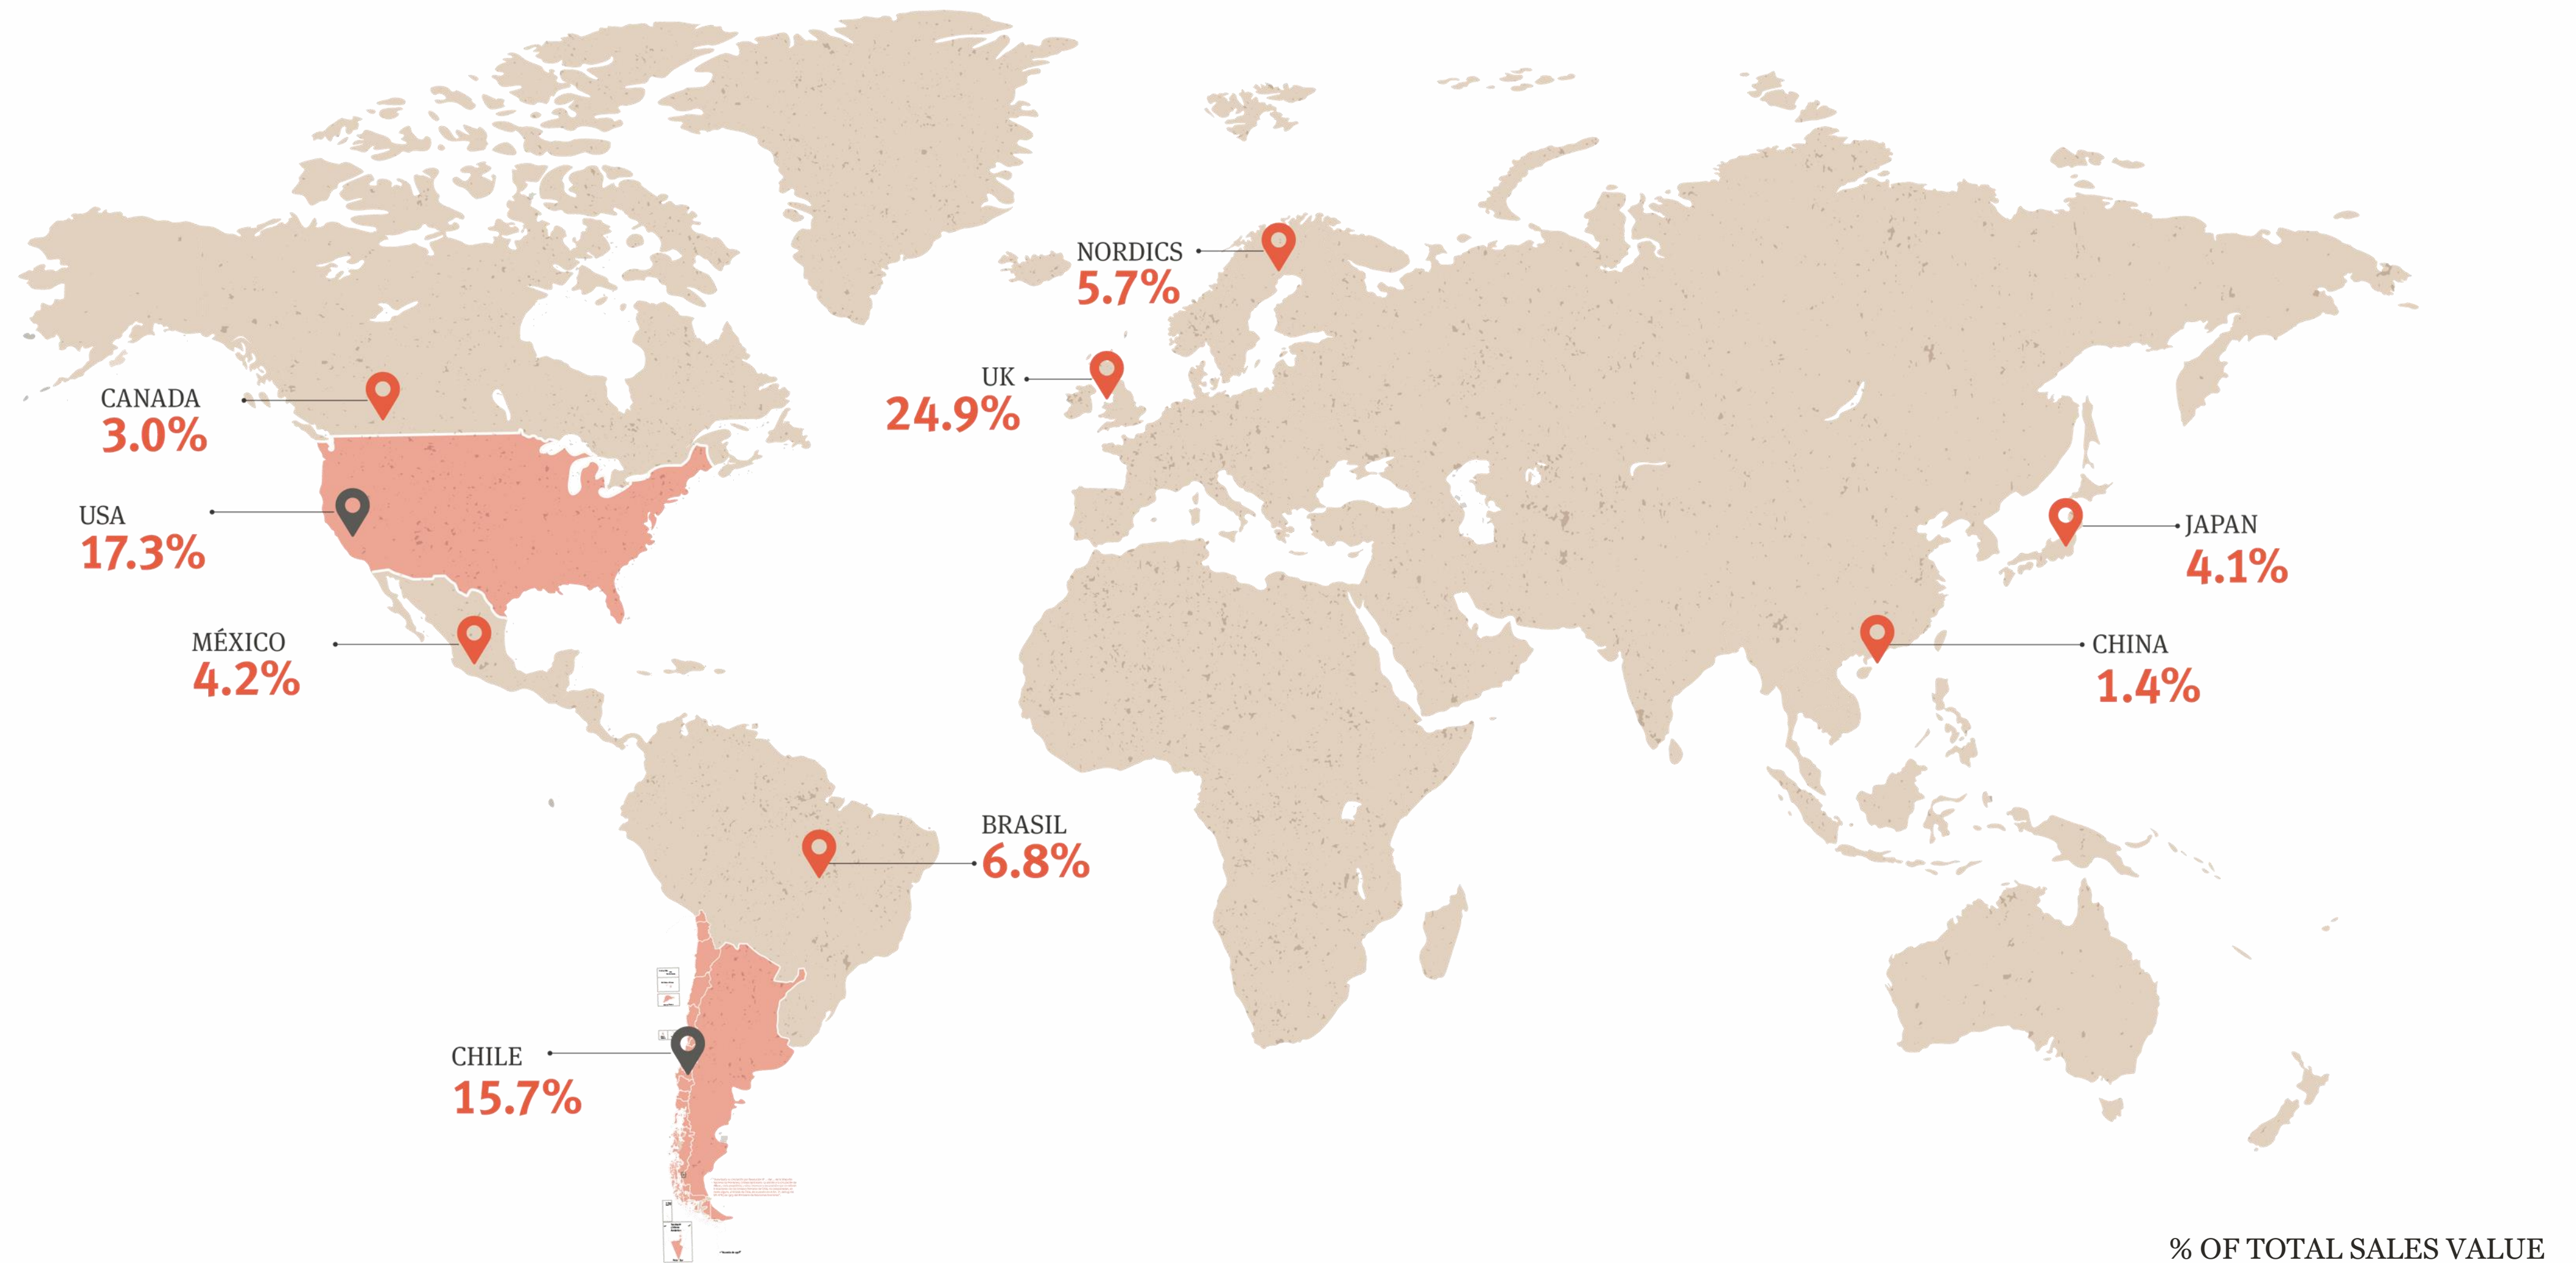 NORDICS
5.7%
UK
24.9%
CANADA
3.0%
USA
17.3%
JAPAN
4.1%
MÉXICO
4.2%
CHINA
1.4%
BRASIL
6.8%
CHILE
15.7%
% OF TOTAL SALES VALUE